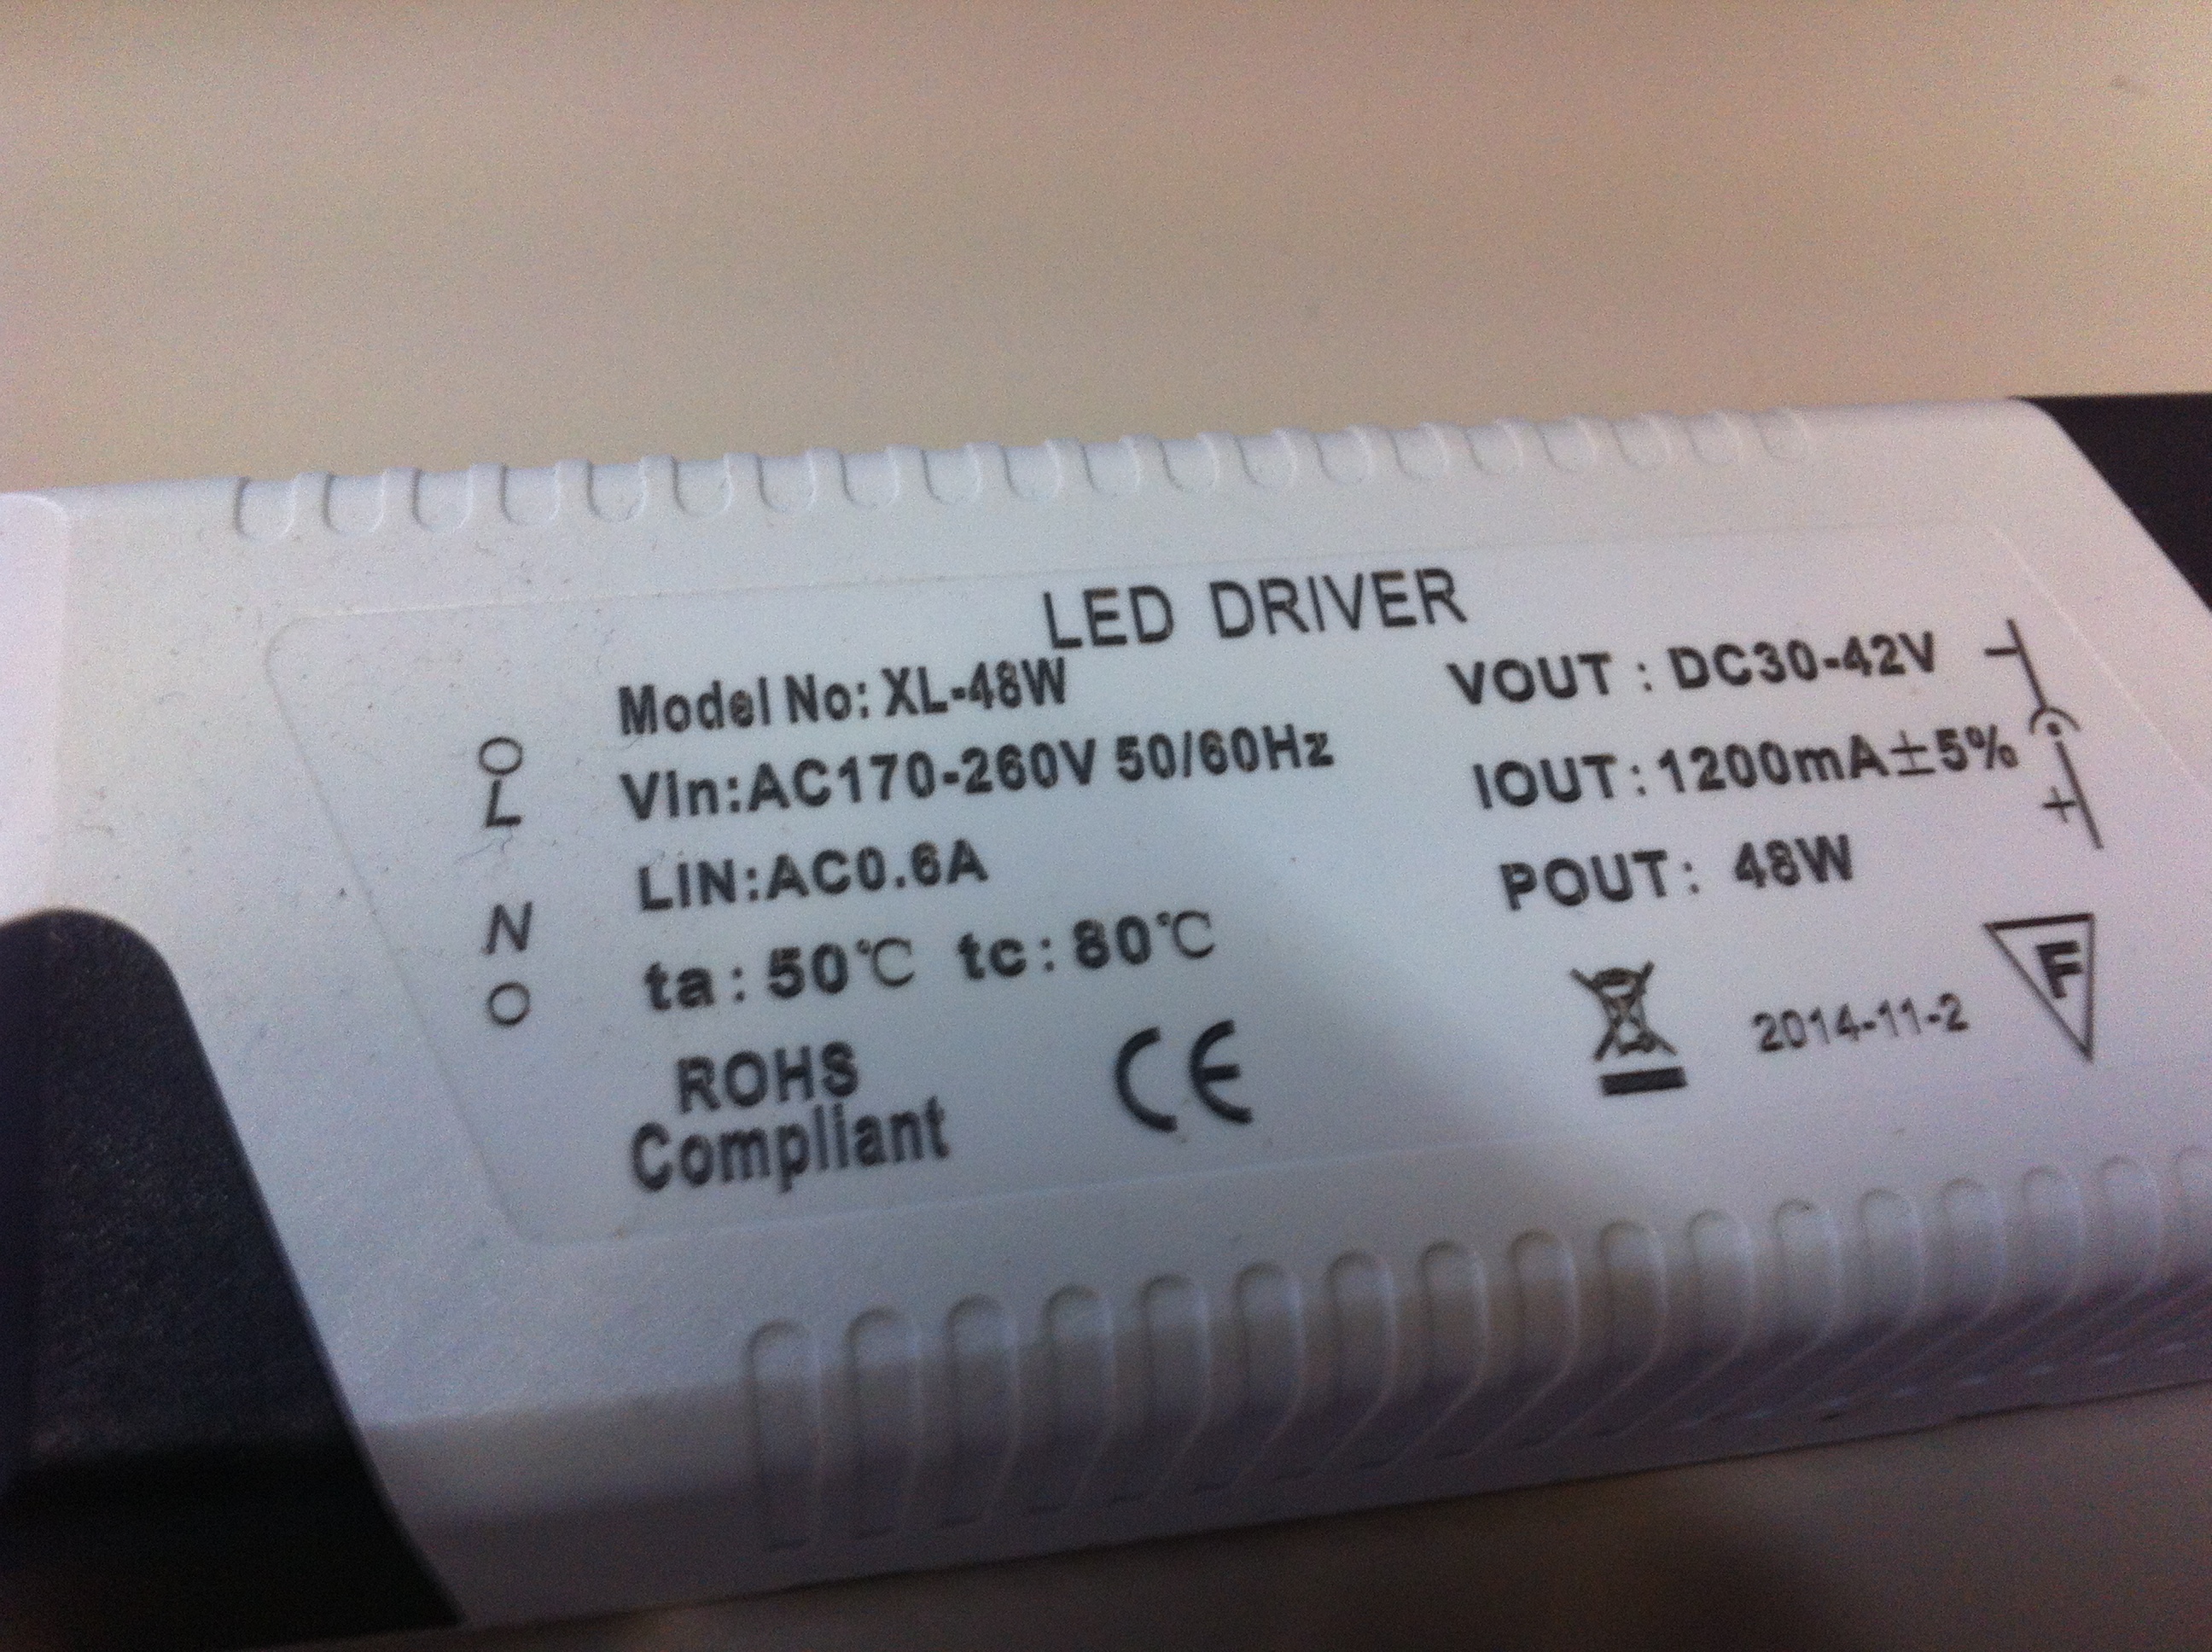 LED DRIVER
Model No: XL-48W
VIn:AC170-260V 50/60Hz
LIN:AC0.6A
ta: 50℃ tc: 80℃
ROHS
Compliant
CE
L
N
VOUT : DC30-42V
IOUT : 1200mA±5%
POUT : 48W
2014-11-2
F
-
+